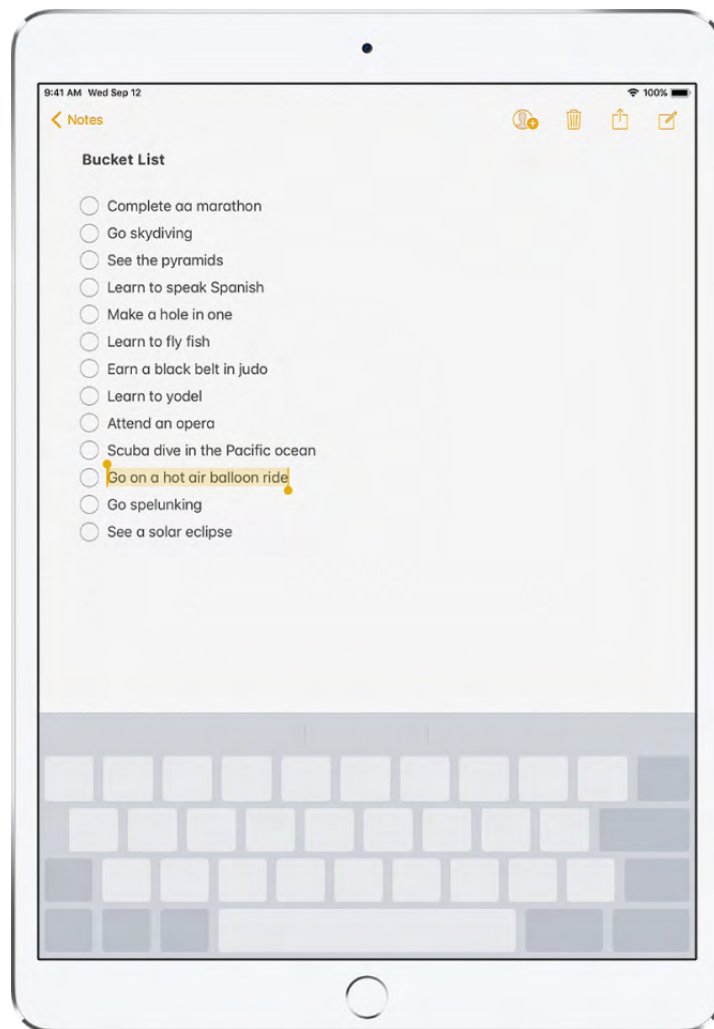 9:41 AM Wed Sep 12 100%
Notes
Bucket List
Complete aa marathon
Go skydiving
See the pyramids
Learn to speak Spanish
Make a hole in one
Learn to fly fish
Earn a black belt in judo
Learn to yodel
Attend an opera
Scuba dive in the Pacific ocean
Go on a hot air balloon ride
Go spelunking
See a solar eclipse